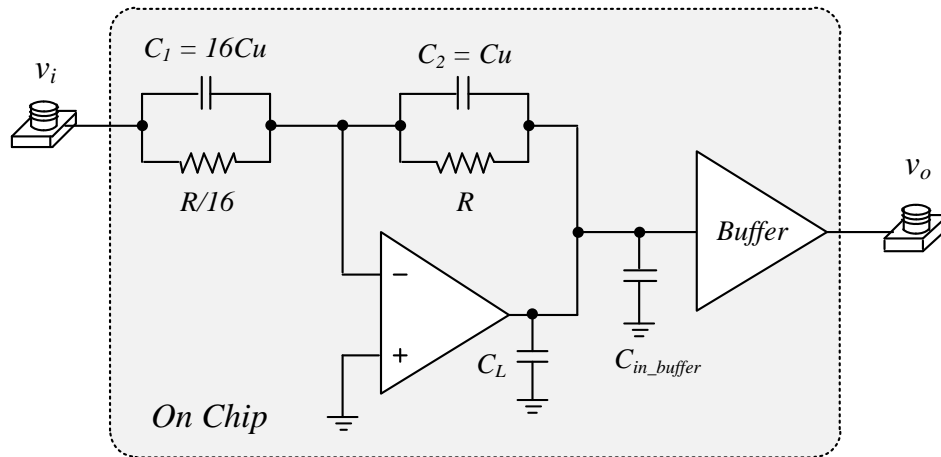 C1 = 16Cu
C2 = Cu
vi
R/16
R
vo
Buffer
−
+
CL
Cin_buffer
On Chip